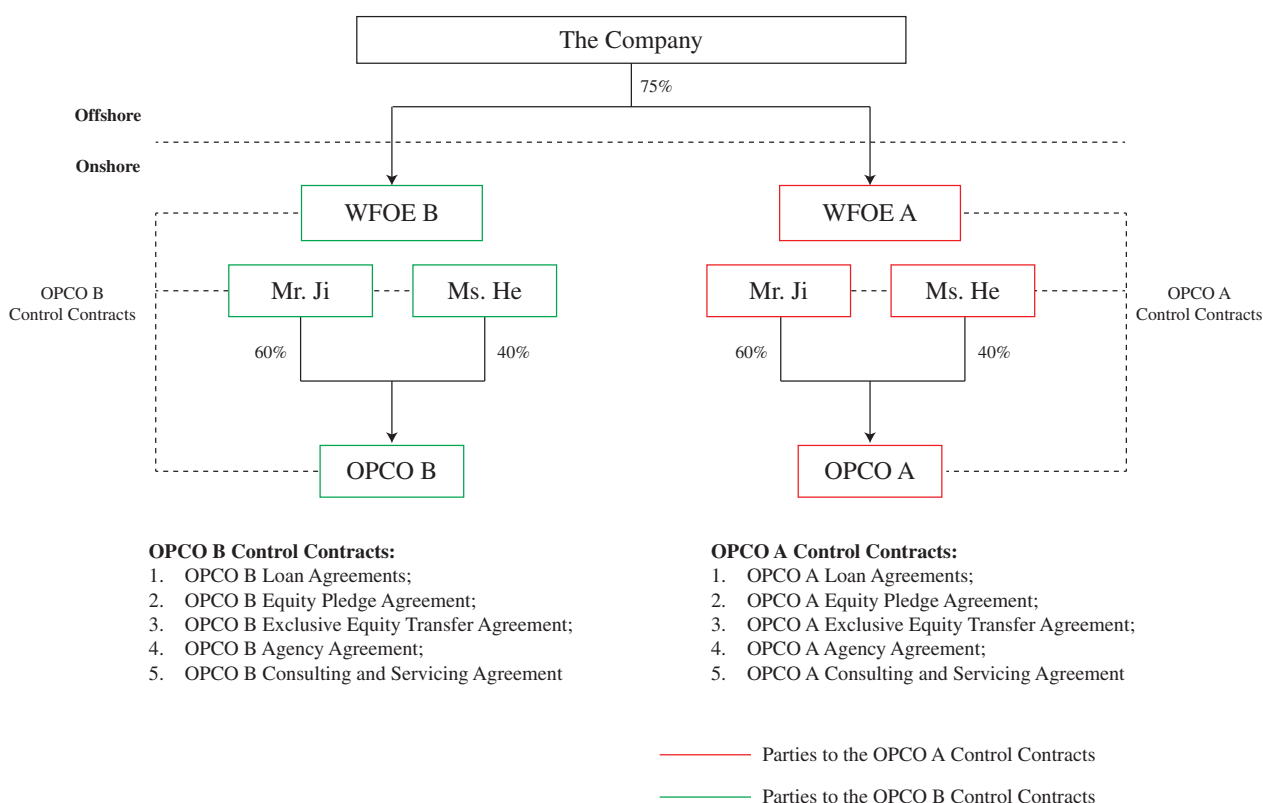 The Company
75%
Offshore
Onshore
WFOE B
WFOE A
OPCO B
Control Contracts
Mr. Ji
Ms. He
Mr. Ji
Ms. He
OPCO A
Control Contracts
60%
40%
60%
40%
OPCO B
OPCO A
OPCO B Control Contracts:
1. OPCO B Loan Agreements;
2. OPCO B Equity Pledge Agreement;
3. OPCO B Exclusive Equity Transfer Agreement;
4. OPCO B Agency Agreement;
5. OPCO B Consulting and Servicing Agreement
OPCO A Control Contracts:
1. OPCO A Loan Agreements;
2. OPCO A Equity Pledge Agreement;
3. OPCO A Exclusive Equity Transfer Agreement;
4. OPCO A Agency Agreement;
5. OPCO A Consulting and Servicing Agreement
Parties to the OPCO A Control Contracts
Parties to the OPCO B Control Contracts